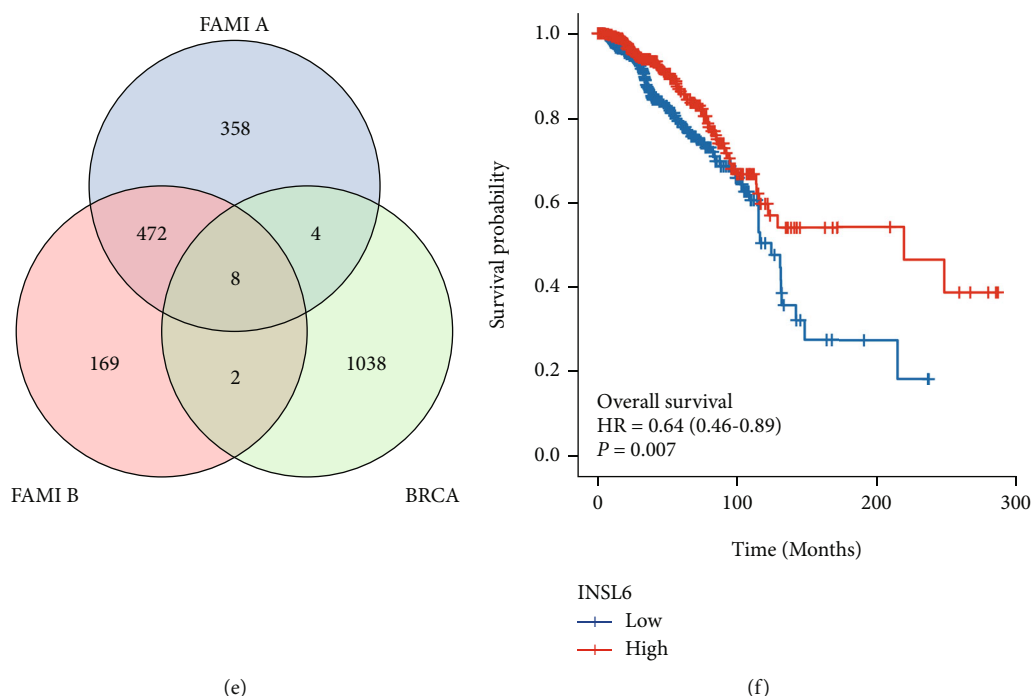 FAMI A
358
472
4
8
169
2
1038
FAMI B
BRCA
(e)
Survival probability
1.0
0.8
0.6
0.4
0.2
0.0
Overall survival
HR = 0.64 (0.46-0.89)
P = 0.007
0
100
200
300
Time (Months)
INSL6
Low
High
(f)